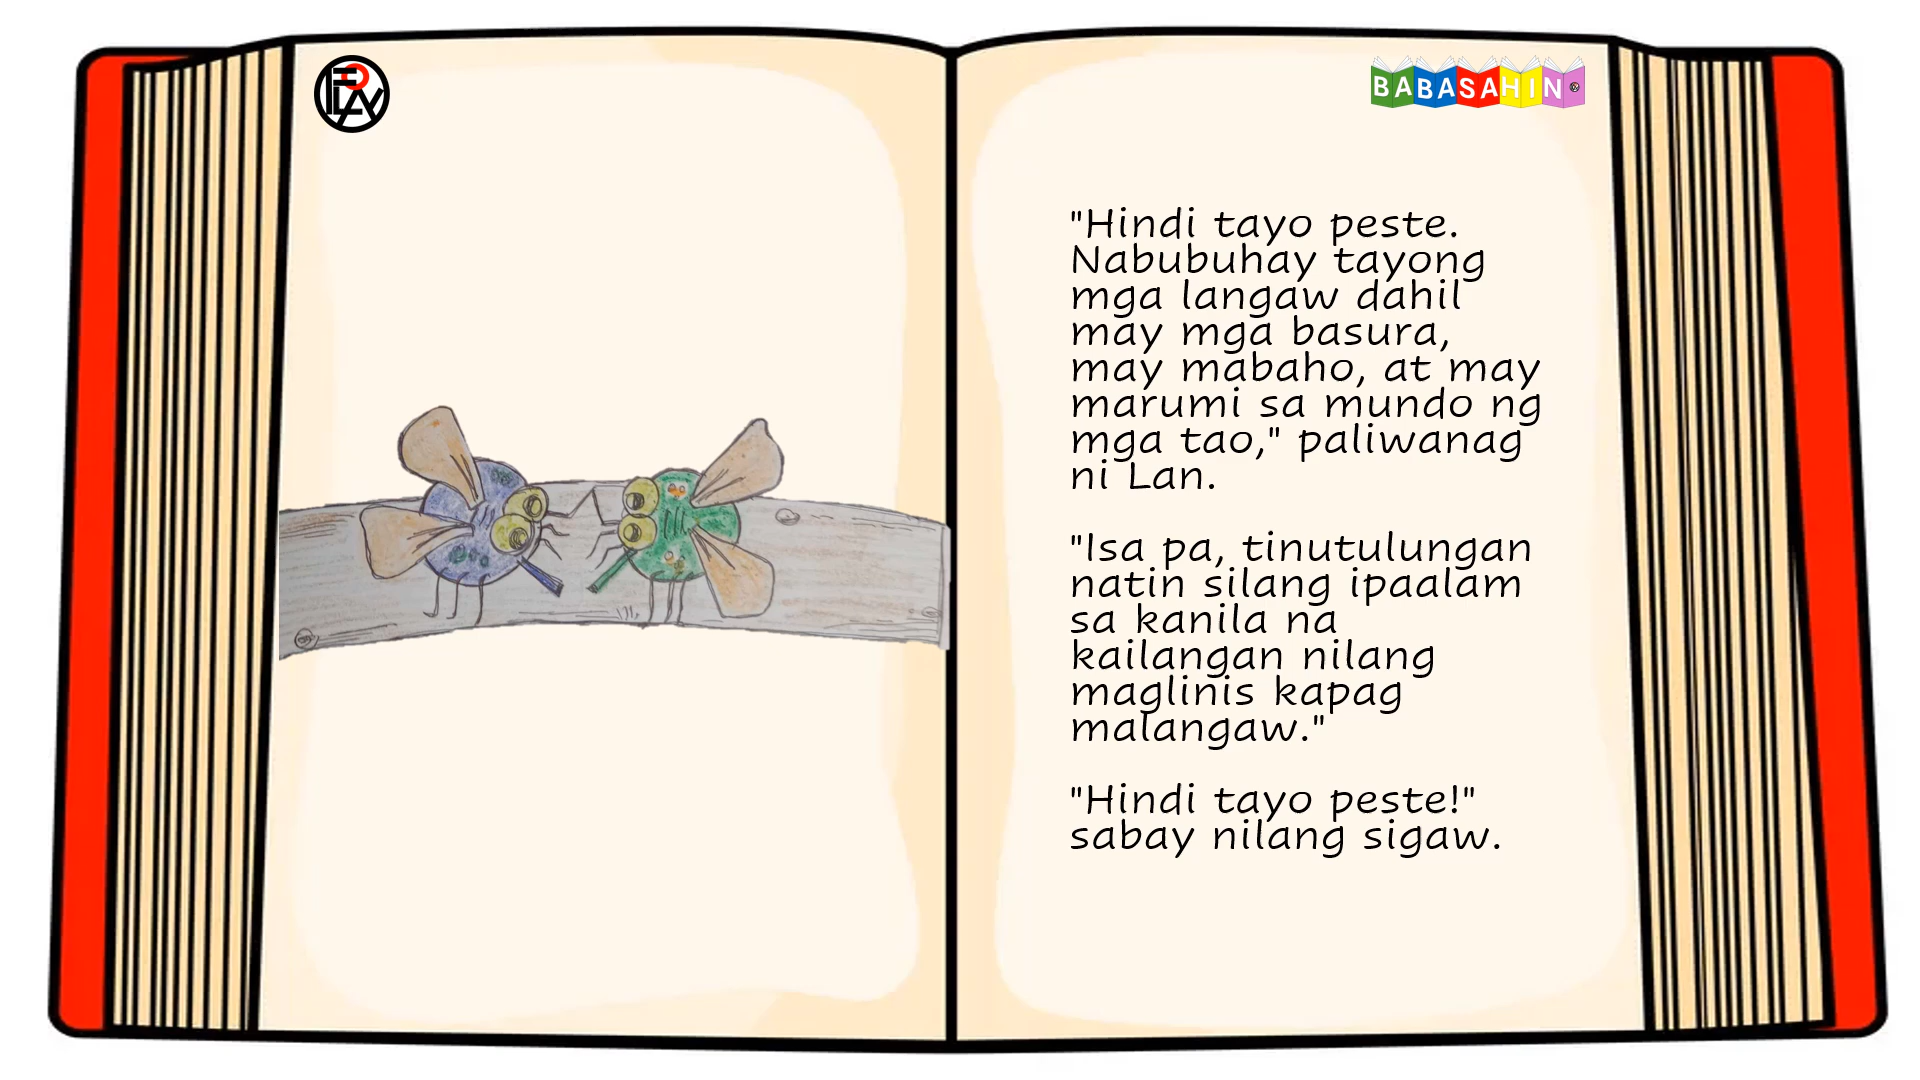 BABASAHIN
"Hindi tayo peste.
Nabubuhay tayong
mga langaw dahil
may mga basura,
may mabaho, at may
marumi sa mundo ng
mga tao," paliwanag
ni Lan.
"Isa pa, tinutulungan
natin silang ipaalam
sa kanila na
kailangan nilang
maglinis kapag
malangaw."
"Hindi tayo peste!"
sabay nilang sigaw.